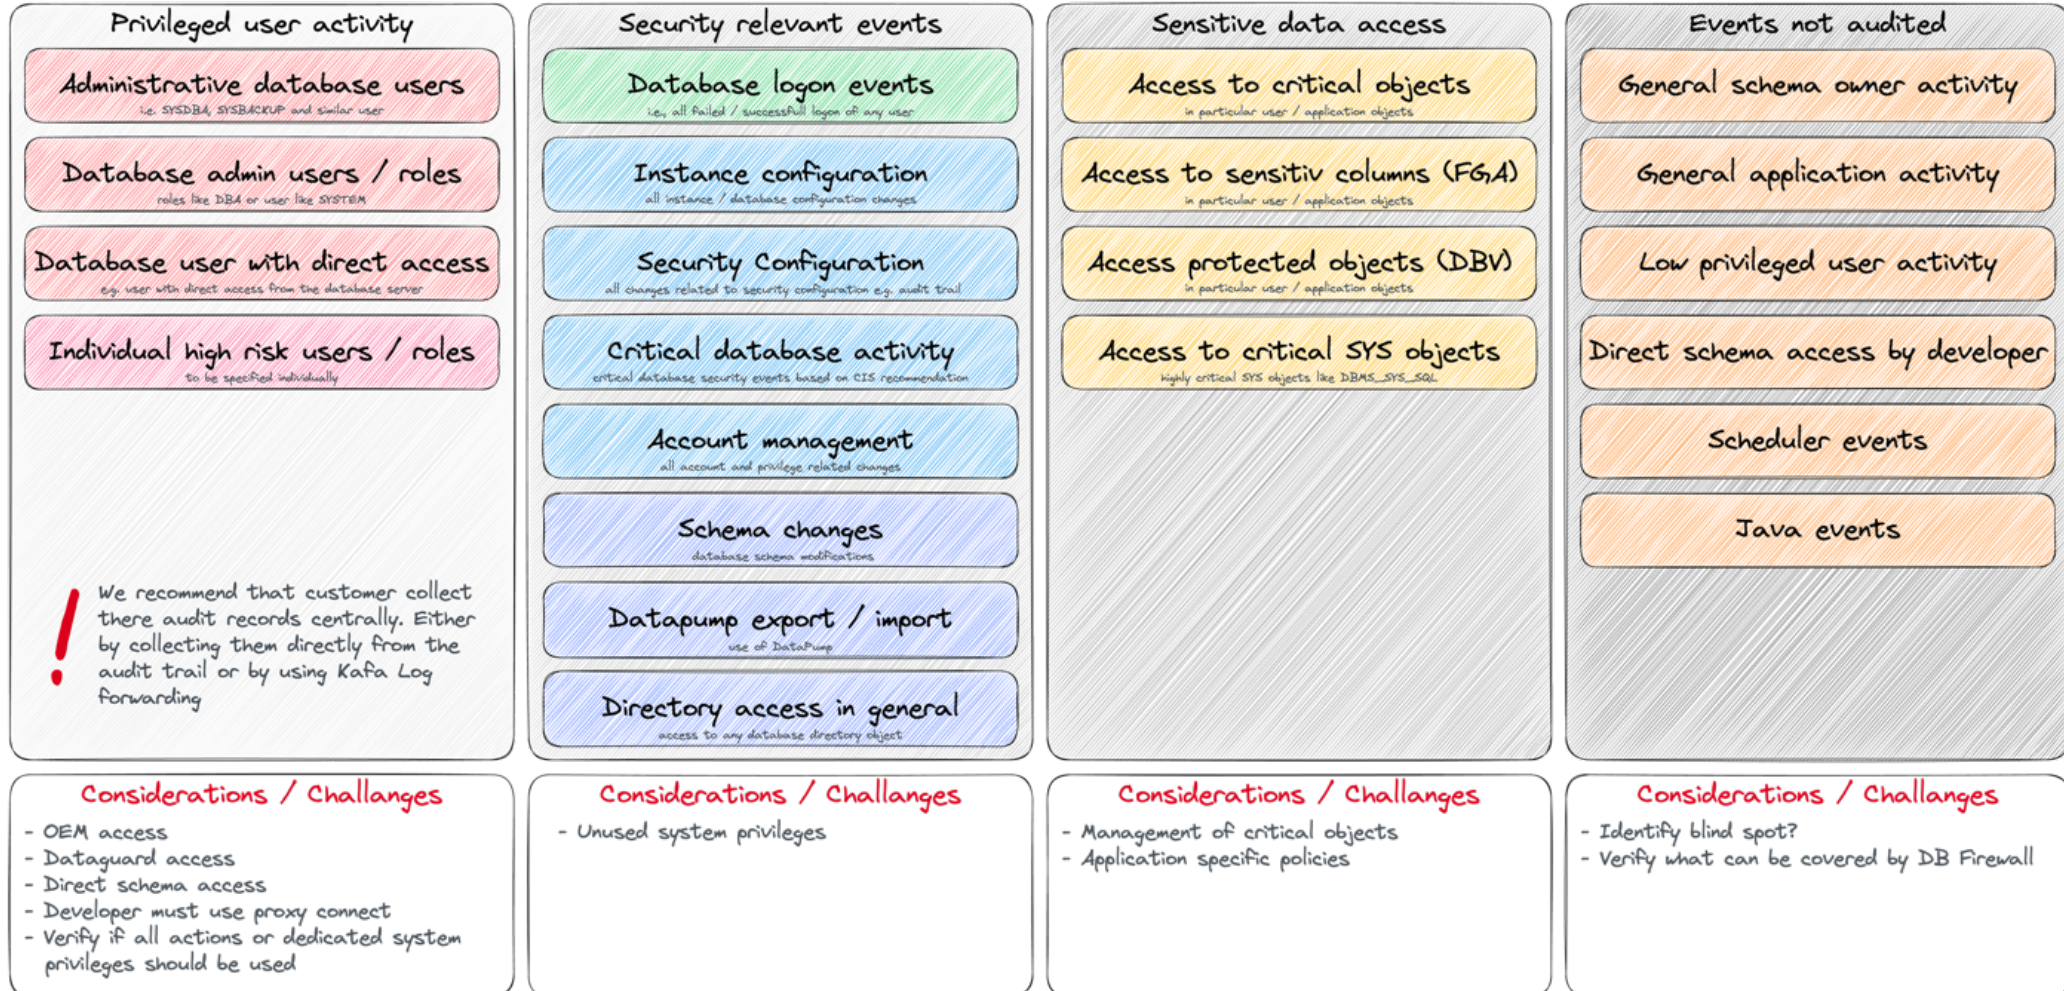 Privileged user activity
Administrative database users
i.e. SYSDBA, SYSBACKUP and similar user
Database admin users / roles
roles like DBA or user like SYSTEM
Database user with direct access
e.g. user with direct access from the database server
Individual high risk users / roles
to be specified individually
We recommend that customer collect
there audit records centrally. Either
by collecting them directly from the
audit trail or by using Kafa Log
forwarding
Considerations / Challanges
- OEM access
- Dataguard access
- Direct schema access
- Developer must use proxy connect
- Verify if all actions or dedicated system
privileges should be used
Security relevant events
Database logon events
i.e., all failed / successfull logon of any user
Instance configuration
all instance / database configuration changes
Security Configuration
all changes related to security configuration e.g. audit trail
Critical database activity
critical database security events based on CIS recommendation
Account management
all account and privilege related changes
Schema changes
database schema modifications
Datapump export / import
use of DataPump
Directory access in general
access to any database directory object
Considerations / Challanges
- Unused system privileges
Sensitive data access
Access to critical objects
in particular user / application objects
Access to sensitiv columns (FGA)
in particular user / application objects
Access protected objects (DBV)
in particular user / application objects
Access to critical SYS objects
highly critical SYS objects like DBMS_SYS_SQL
Considerations / Challanges
- Management of critical objects
- Application specific policies
Events not audited
General schema owner activity
General application activity
Low privileged user activity
Direct schema access by developer
Scheduler events
Java events
Considerations / Challanges
- Identify blind spot?
- Verify what can be covered by DB Firewall